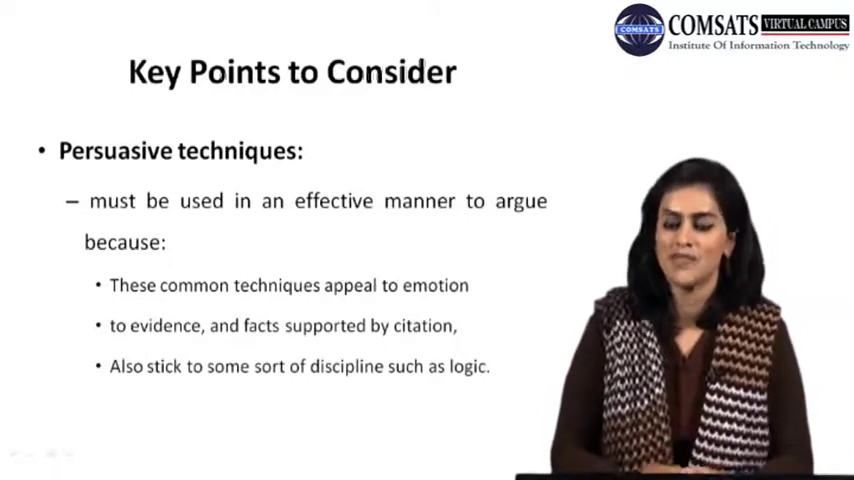 COMSATS
COMSATS VIRTUAL CAMPUS
Institute Of Information Technology
Key Points to Consider
• Persuasive techniques:
– must be used in an effective manner to argue
because:
• These common techniques appeal to emotion
• to evidence, and facts supported by citation,
• Also stick to some sort of discipline such as logic.